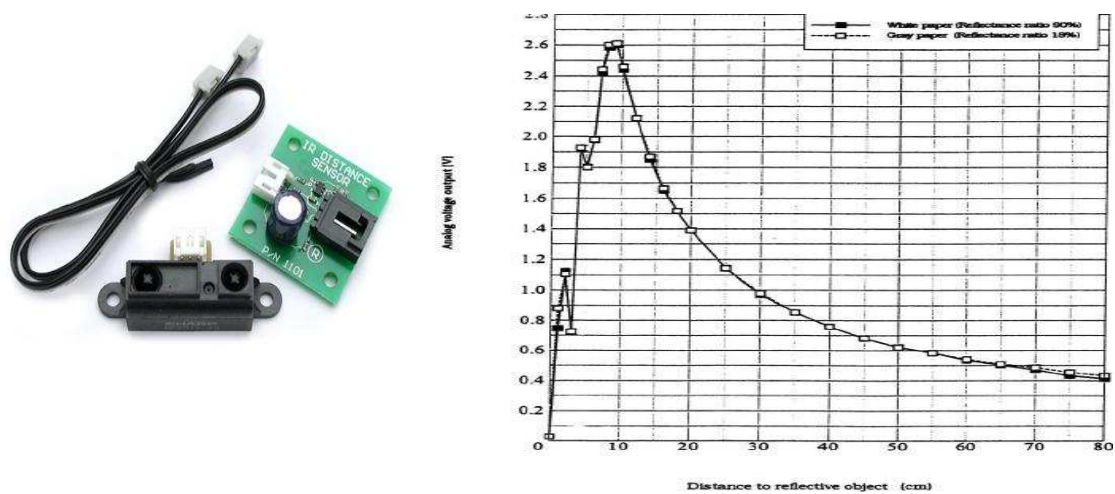 IR DISTANCE
SENSOR
P/N 1101
R
SHARP
Analog voltage output (V)
White paper (Reflectance ratio 90%)
Gray paper (Reflectance ratio 18%)
2.8
2.6
2.4
2.2
2.0
1.8
1.6
1.4
1.2
1.0
0.8
0.6
0.4
0.2
0 10 20 30 40 50 60 70 80
Distance to reflective object (cm)